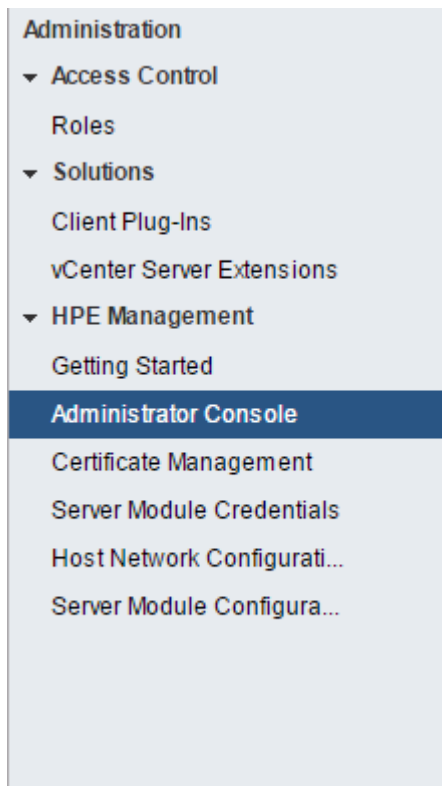 Administration
Access Control
Roles
Solutions
Client Plug-Ins
vCenter Server Extensions
HPE Management
Getting Started
Administrator Console
Certificate Management
Server Module Credentials
Host Network Configurati...
Server Module Configura...